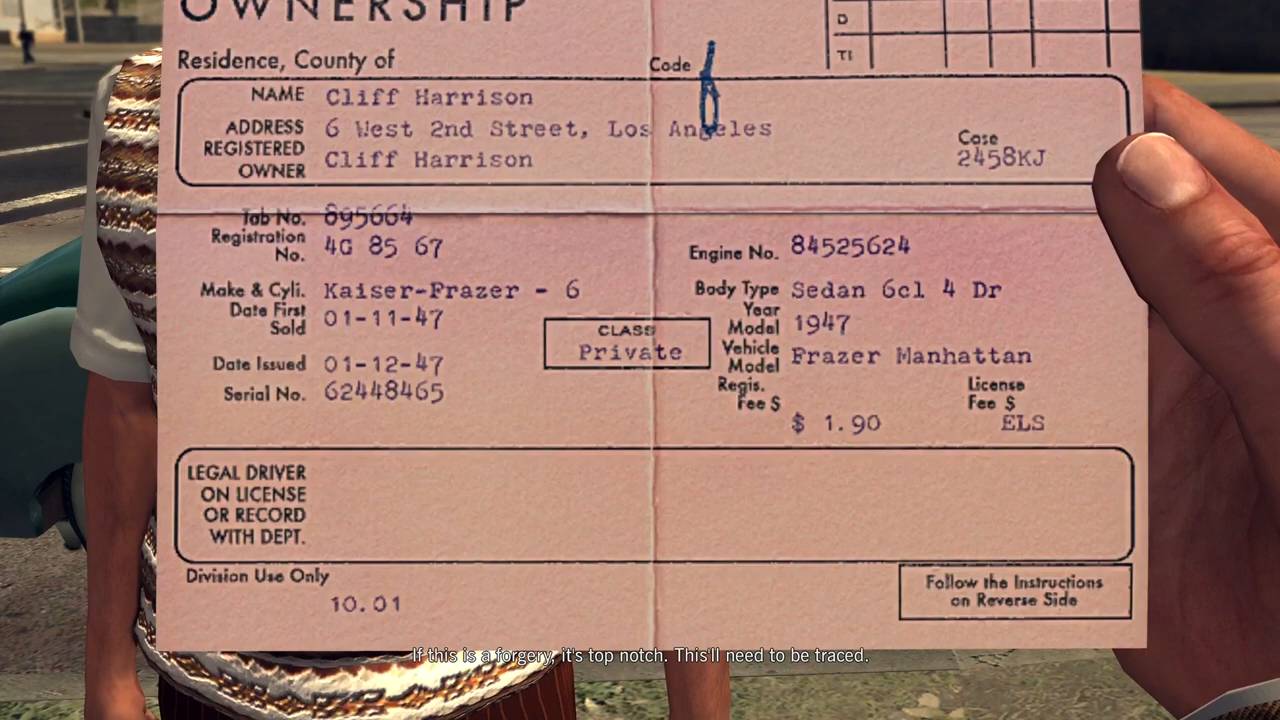 OWNERSHIP
D
TI
Residence, County of
Code
NAME Cliff Harrison
ADDRESS 6 West 2nd Street, Los Angeles
REGISTERED OWNER Cliff Harrison
Case 2458KJ
Tab No. 895664
Registration No. 4G 85 67
Engine No. 84525624
Make & Cyli. Kaiser-Frazer - 6
Body Type Sedan 6cl 4 Dr
Date First Sold 01-11-47
Year Model 1947
CLASS
Private
Vehicle Model Frazer Manhattan
Date Issued 01-12-47
Serial No. 62448465
Regis. Fee $ $ 1.90
License Fee $ ELS
LEGAL DRIVER
ON LICENSE
OR RECORD
WITH DEPT.
Division Use Only
10.01
Follow the Instructions
on Reverse Side
If this is a forgery, it's top notch. This'll need to be traced.